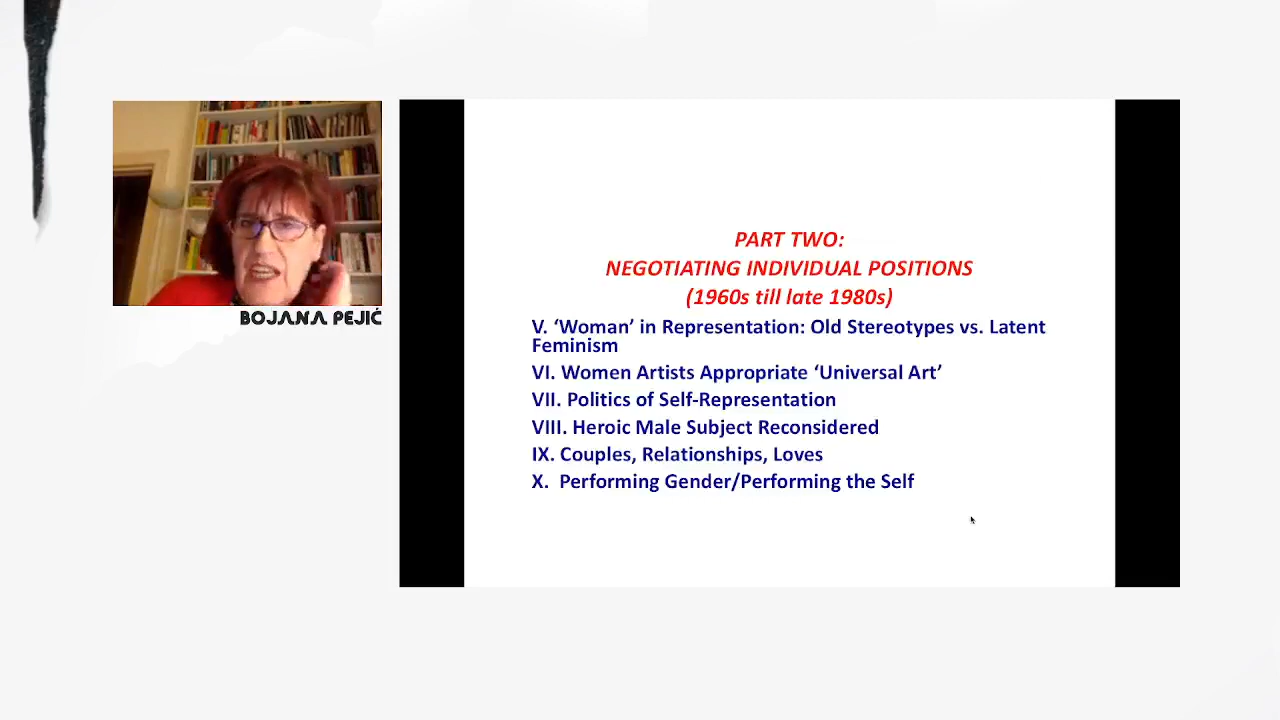 BOJANA PEJIĆ
PART TWO:
NEGOTIATING INDIVIDUAL POSITIONS
(1960s till late 1980s)
V. ‘Woman’ in Representation: Old Stereotypes vs. Latent
Feminism
VI. Women Artists Appropriate ‘Universal Art’
VII. Politics of Self-Representation
VIII. Heroic Male Subject Reconsidered
IX. Couples, Relationships, Loves
X.  Performing Gender/Performing the Self